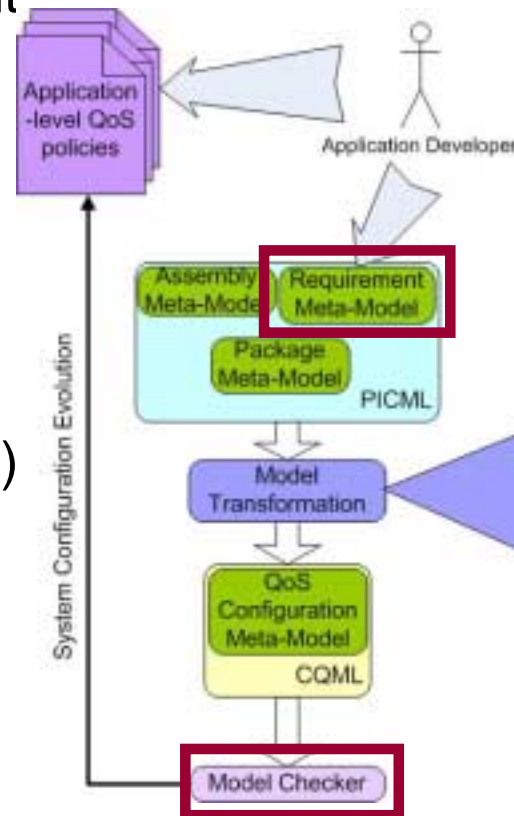 Application
-level QoS
policies
Application Developer
Assembly
Meta-Model
Requirement
Meta-Model
Package
Meta-Model
PICML
System Configuration Evolution
)
Model
Transformation
QoS
Configuration
Meta-Model
CQML
Model Checker